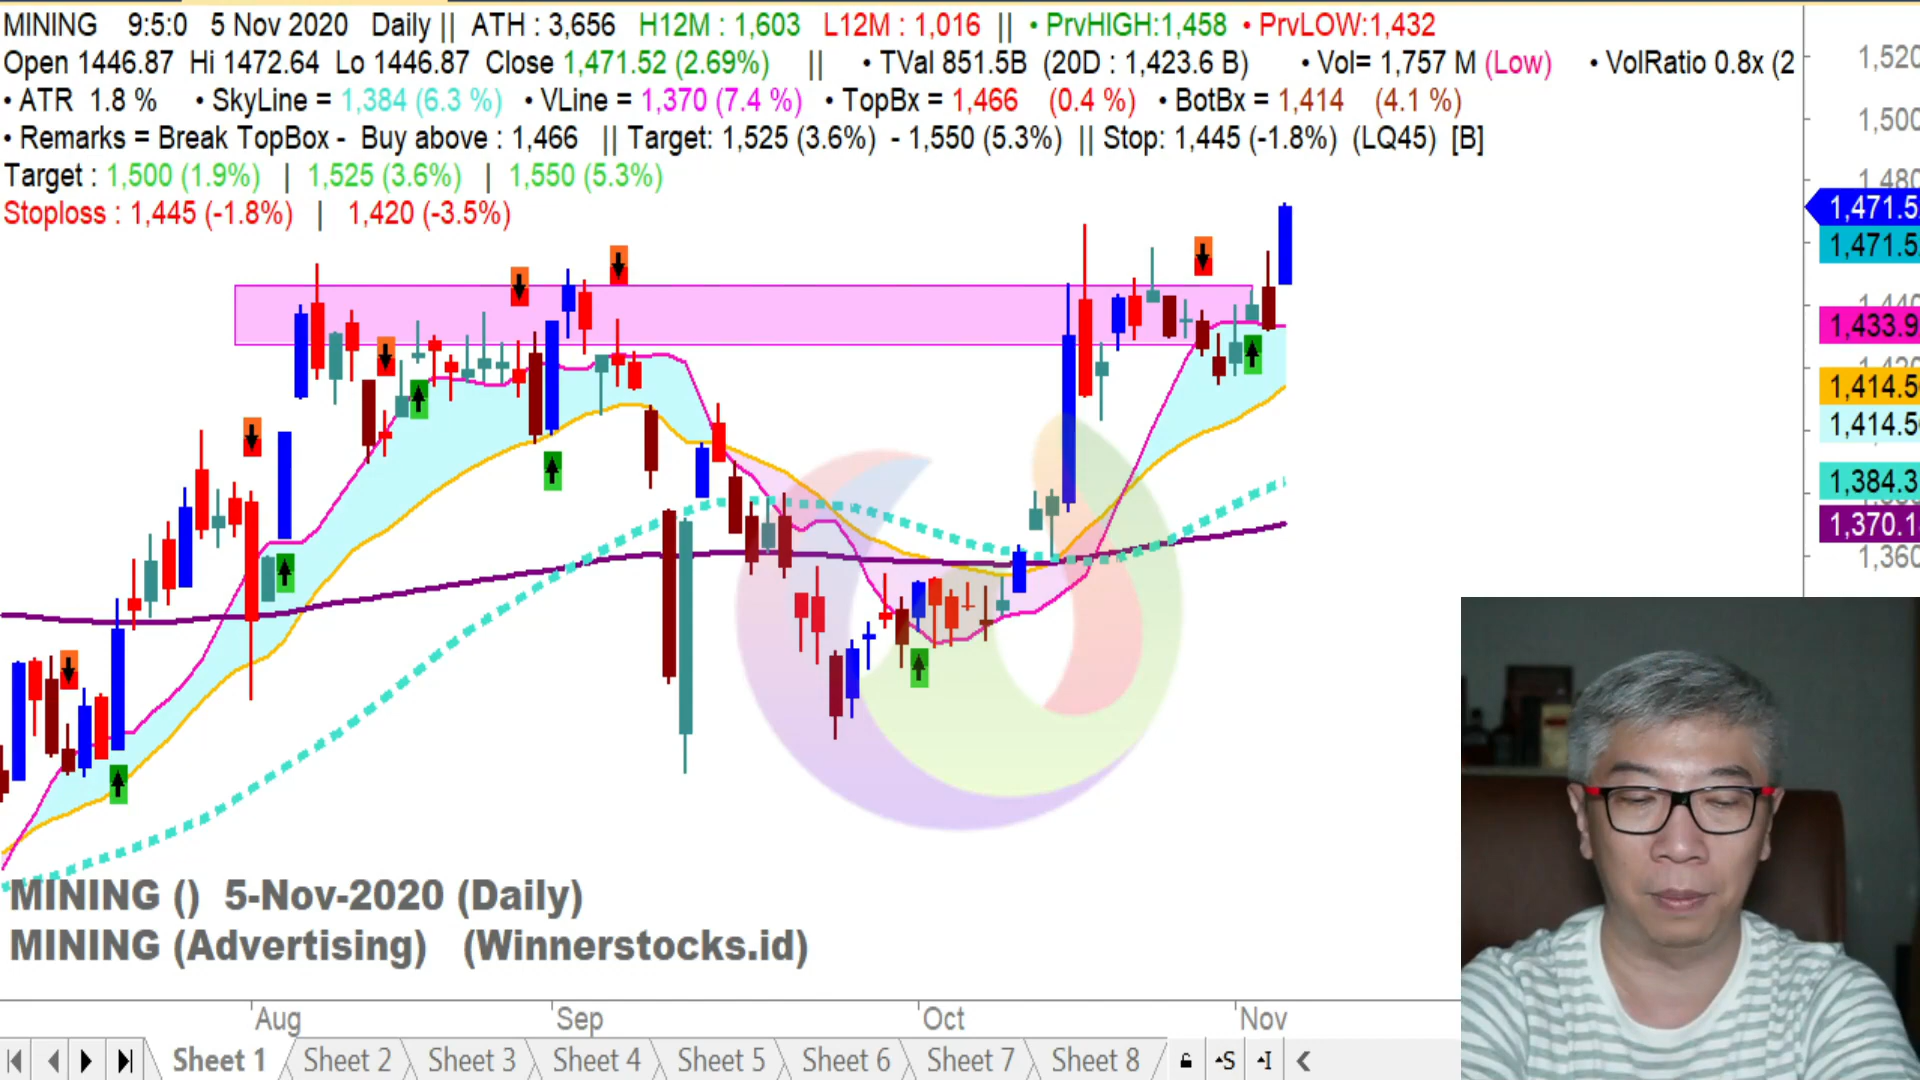 MINING 9:5:0 5 Nov 2020 Daily || ATH : 3,656 H12M : 1,603 L12M : 1,016 || • PrvHIGH:1,458 • PrvLOW:1,432
Open 1446.87 Hi 1472.64 Lo 1446.87 Close 1,471.52 (2.69%) || • TVal 851.5B (20D : 1,423.6 B) • Vol= 1,757 M (Low) • VolRatio 0.8x (2
• ATR 1.8 % • SkyLine = 1,384 (6.3 %) • VLine = 1,370 (7.4 %) • TopBx = 1,466 (0.4 %) • BotBx = 1,414 (4.1 %)
• Remarks = Break TopBox - Buy above : 1,466 || Target: 1,525 (3.6%) - 1,550 (5.3%) || Stop: 1,445 (-1.8%) (LQ45) [B]
Target : 1,500 (1.9%) | 1,525 (3.6%) | 1,550 (5.3%)
Stoploss : 1,445 (-1.8%) | 1,420 (-3.5%)
1,520
1,500
1,480
1,471.5
1,471.5
1,440
1,433.9
1,414.5
1,414.5
1,384.3
1,370.1
1,360
MINING () 5-Nov-2020 (Daily)
MINING (Advertising) (Winnerstocks.id)
Aug Sep Oct Nov
Sheet 1 Sheet 2 Sheet 3 Sheet 4 Sheet 5 Sheet 6 Sheet 7 Sheet 8 S I